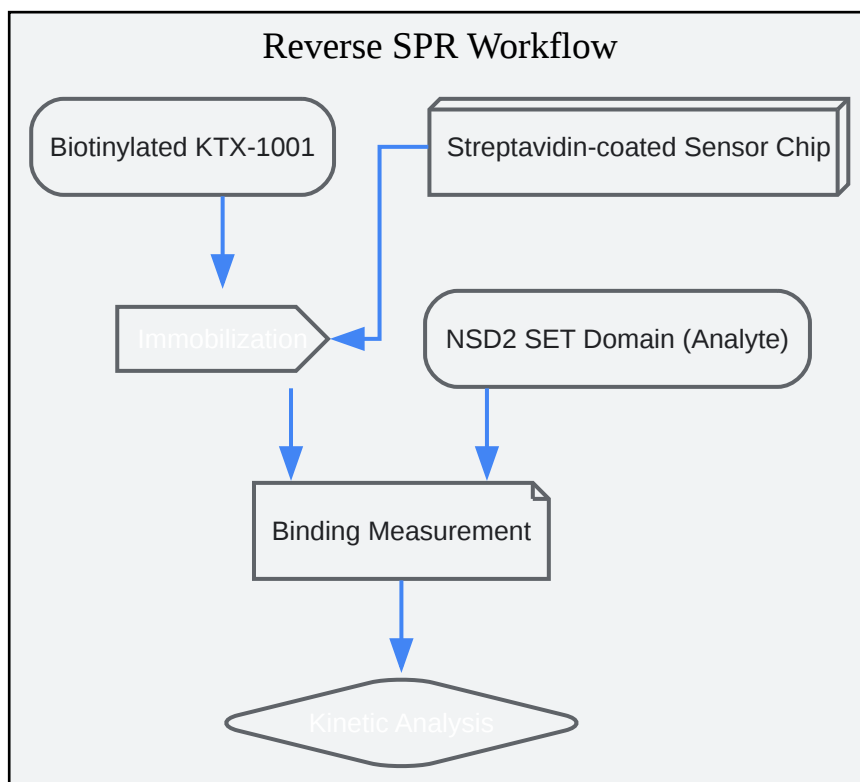 Reverse SPR Workflow
Biotinylated KTX-1001
Streptavidin-coated Sensor Chip
Immobilization
NSD2 SET Domain (Analyte)
Binding Measurement
Kinetic Analysis